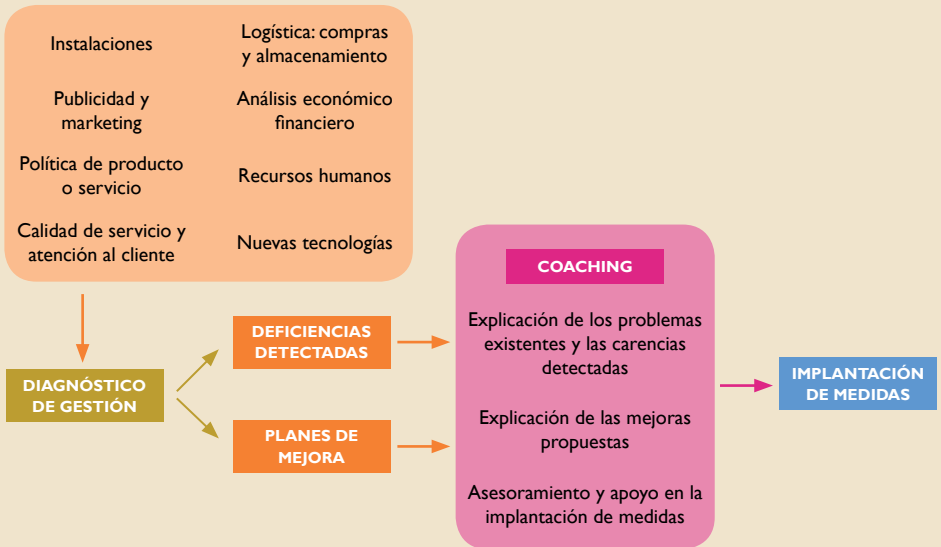 Instalaciones
Logística: compras
y almacenamiento
Publicidad y
marketing
Análisis económico
financiero
Política de producto
o servicio
Recursos humanos
Calidad de servicio y
atención al cliente
Nuevas tecnologías
DIAGNÓSTICO
DE GESTIÓN
DEFICIENCIAS
DETECTADAS
PLANES DE
MEJORA
COACHING
Explicación de los problemas
existentes y las carencias
detectadas
Explicación de las mejoras
propuestas
Asesoramiento y apoyo en la
implantación de medidas
IMPLANTACIÓN
DE MEDIDAS